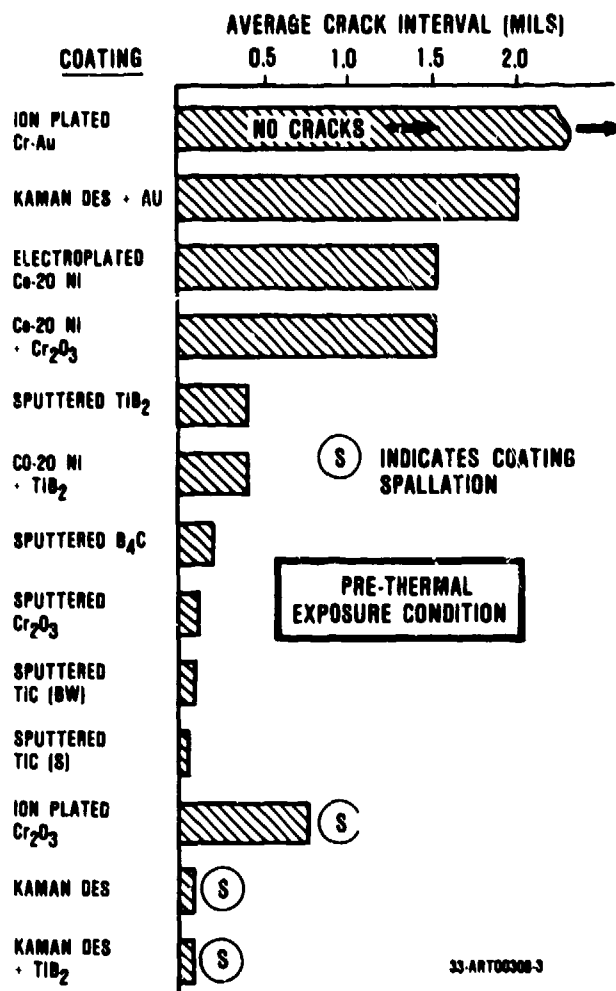 AVERAGE CRACK INTERVAL (MILS)
COATING
0.5 1.0 1.5 2.0
ION PLATED
Cr-Au
NO CRACKS
KAMAN DES + AU
ELECTROPLATED
Co-20 NI
Co-20 NI
+ Cr₂O₃
SPUTTERED TIB₂
CO-20 NI
+ TIB₂
S INDICATES COATING
SPALLATION
SPUTTERED B₄C
PRE-THERMAL
EXPOSURE CONDITION
SPUTTERED
Cr₂O₃
SPUTTERED
TIC (BW)
SPUTTERED
TIC (S)
ION PLATED
Cr₂O₃
S
KAMAN DES
S
KAMAN DES
+ TIB₂
S
33-ART00308-3